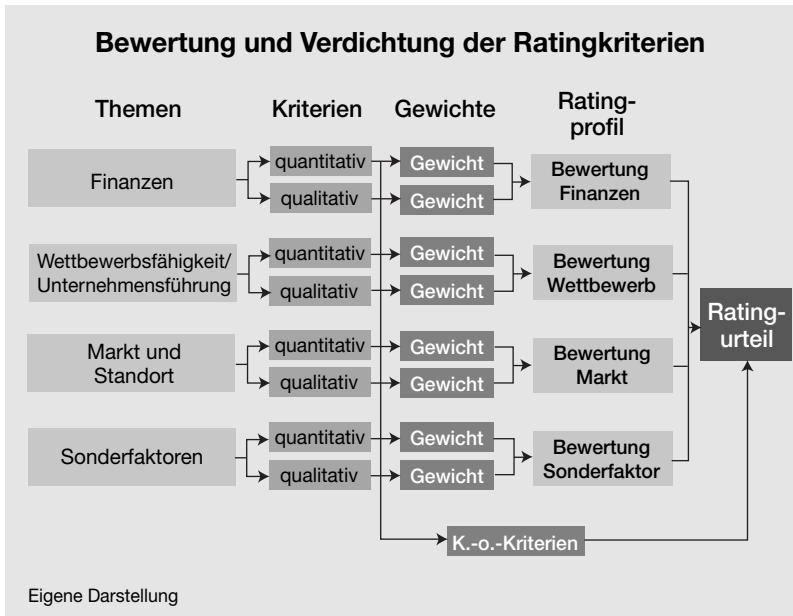 Bewertung und Verdichtung der Ratingkriterien
Themen
Kriterien
Gewichte
Rating-
profil
Finanzen
quantitativ
qualitativ
Gewicht
Gewicht
Bewertung
Finanzen
Wettbewerbsfähigkeit/
Unternehmensführung
quantitativ
qualitativ
Gewicht
Gewicht
Bewertung
Wettbewerb
Markt und
Standort
quantitativ
qualitativ
Gewicht
Gewicht
Bewertung
Markt
Sonderfaktoren
quantitativ
qualitativ
Gewicht
Gewicht
Bewertung
Sonderfaktor
Rating-
urteil
K.-o.-Kriterien
Eigene Darstellung